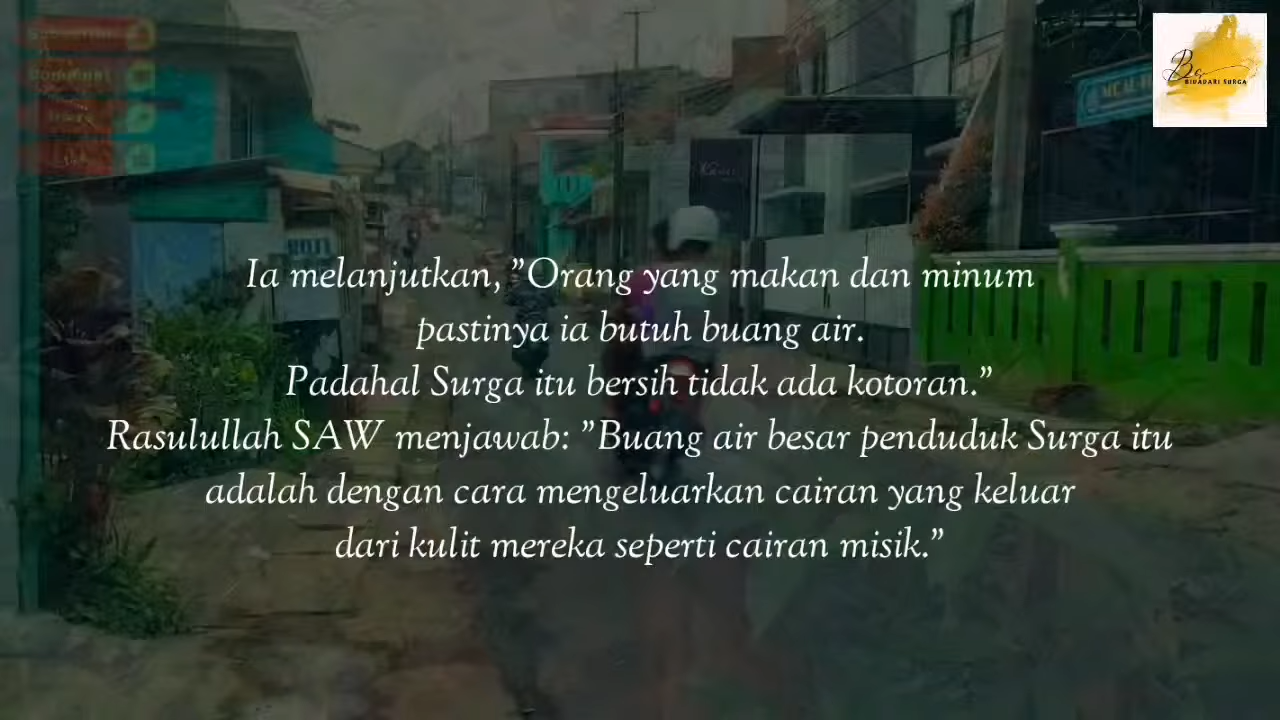 BIDADARI SURGA
Ia melanjutkan, ”Orang yang makan dan minum
pastinya ia butuh buang air.
Padahal Surga itu bersih tidak ada kotoran.”
Rasulullah SAW menjawab: ”Buang air besar penduduk Surga itu
adalah dengan cara mengeluarkan cairan yang keluar
dari kulit mereka seperti cairan misik.”